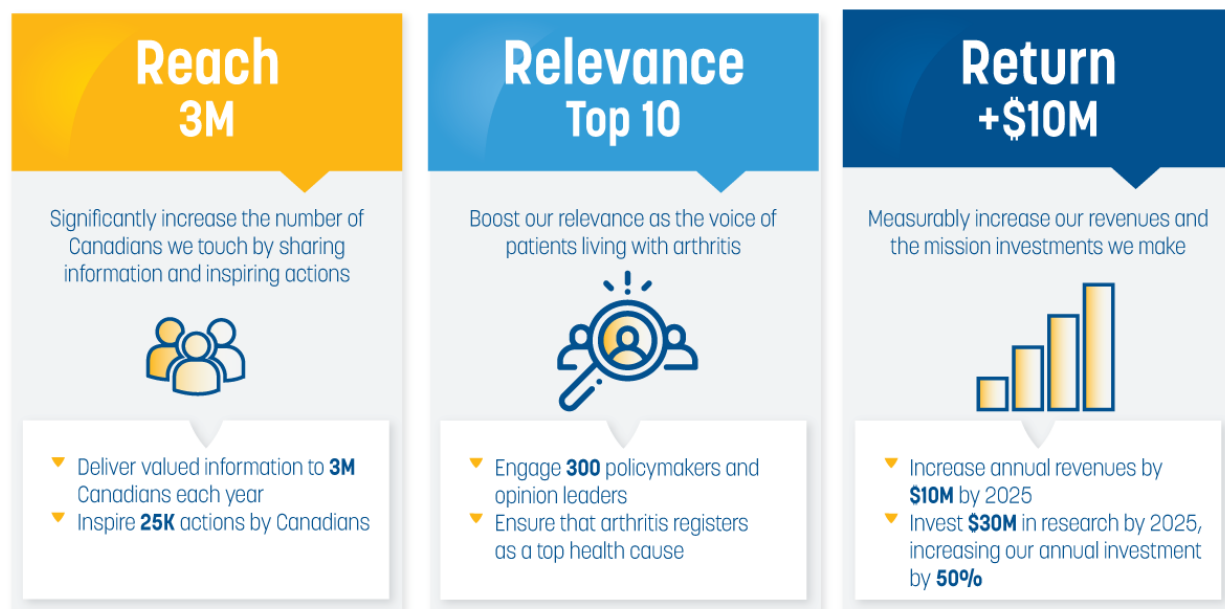 Reach
3M
Significantly increase the number of
Canadians we touch by sharing
information and inspiring actions
Deliver valued information to 3M
Canadians each year
Inspire 25K actions by Canadians
Relevance
Top 10
Boost our relevance as the voice of
patients living with arthritis
Engage 300 policymakers and
opinion leaders
Ensure that arthritis registers
as a top health cause
Return
+$10M
Measurably increase our revenues and
the mission investments we make
Increase annual revenues by
$10M by 2025
Invest $30M in research by 2025,
increasing our annual investment
by 50%